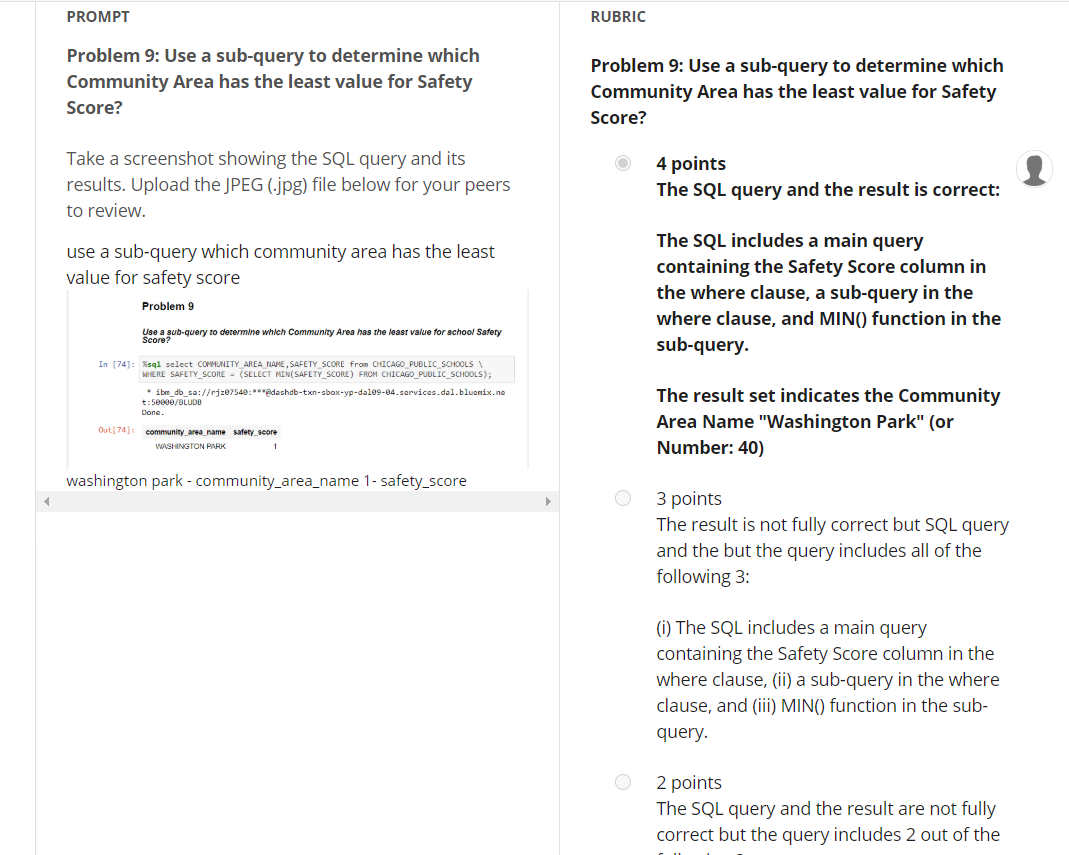 PROMPT
Problem 9: Use a sub-query to determine which
Community Area has the least value for Safety
Score?
Take a screenshot showing the SQL query and its
results. Upload the JPEG (.jpg) file below for your peers
to review.
use a sub-query which community area has the least
value for safety score
Problem 9
Use a sub-query to determine which Community Area has the least value for school Safety
Score?
In [74]: %sql select COMMUNITY_AREA_NAME,SAFETY_SCORE from CHICAGO_PUBLIC_SCHOOLS \
WHERE SAFETY_SCORE = (SELECT MIN(SAFETY_SCORE) FROM CHICAGO_PUBLIC_SCHOOLS);
* ibm_db_sa://rjz07540:***@dashdb-txn-sbox-yp-dal09-04.services.dal.bluemix.ne
t:50000/BLUDB
Done.
Out[74]: community_area_name safety_score
WASHINGTON PARK 1
washington park - community_area_name 1- safety_score
RUBRIC
Problem 9: Use a sub-query to determine which
Community Area has the least value for Safety
Score?
4 points
The SQL query and the result is correct:
The SQL includes a main query
containing the Safety Score column in
the where clause, a sub-query in the
where clause, and MIN() function in the
sub-query.
The result set indicates the Community
Area Name "Washington Park" (or
Number: 40)
3 points
The result is not fully correct but SQL query
and the but the query includes all of the
following 3:
(i) The SQL includes a main query
containing the Safety Score column in the
where clause, (ii) a sub-query in the where
clause, and (iii) MIN() function in the sub-
query.
2 points
The SQL query and the result are not fully
correct but the query includes 2 out of the